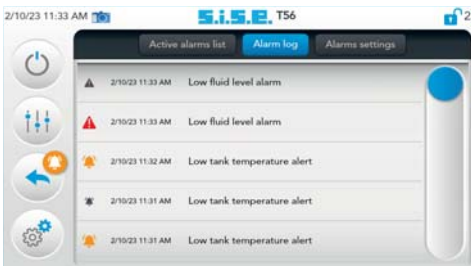 2/10/23 11:33 AM S.i.S.E. T56 2
Active alarms list Alarm log Alarms settings
2/10/23 11:33 AM Low fluid level alarm
2/10/23 11:33 AM Low fluid level alarm
2/10/23 11:32 AM Low tank temperature alert
2/10/23 11:31 AM Low tank temperature alert
2/10/23 11:31 AM Low tank temperature alert